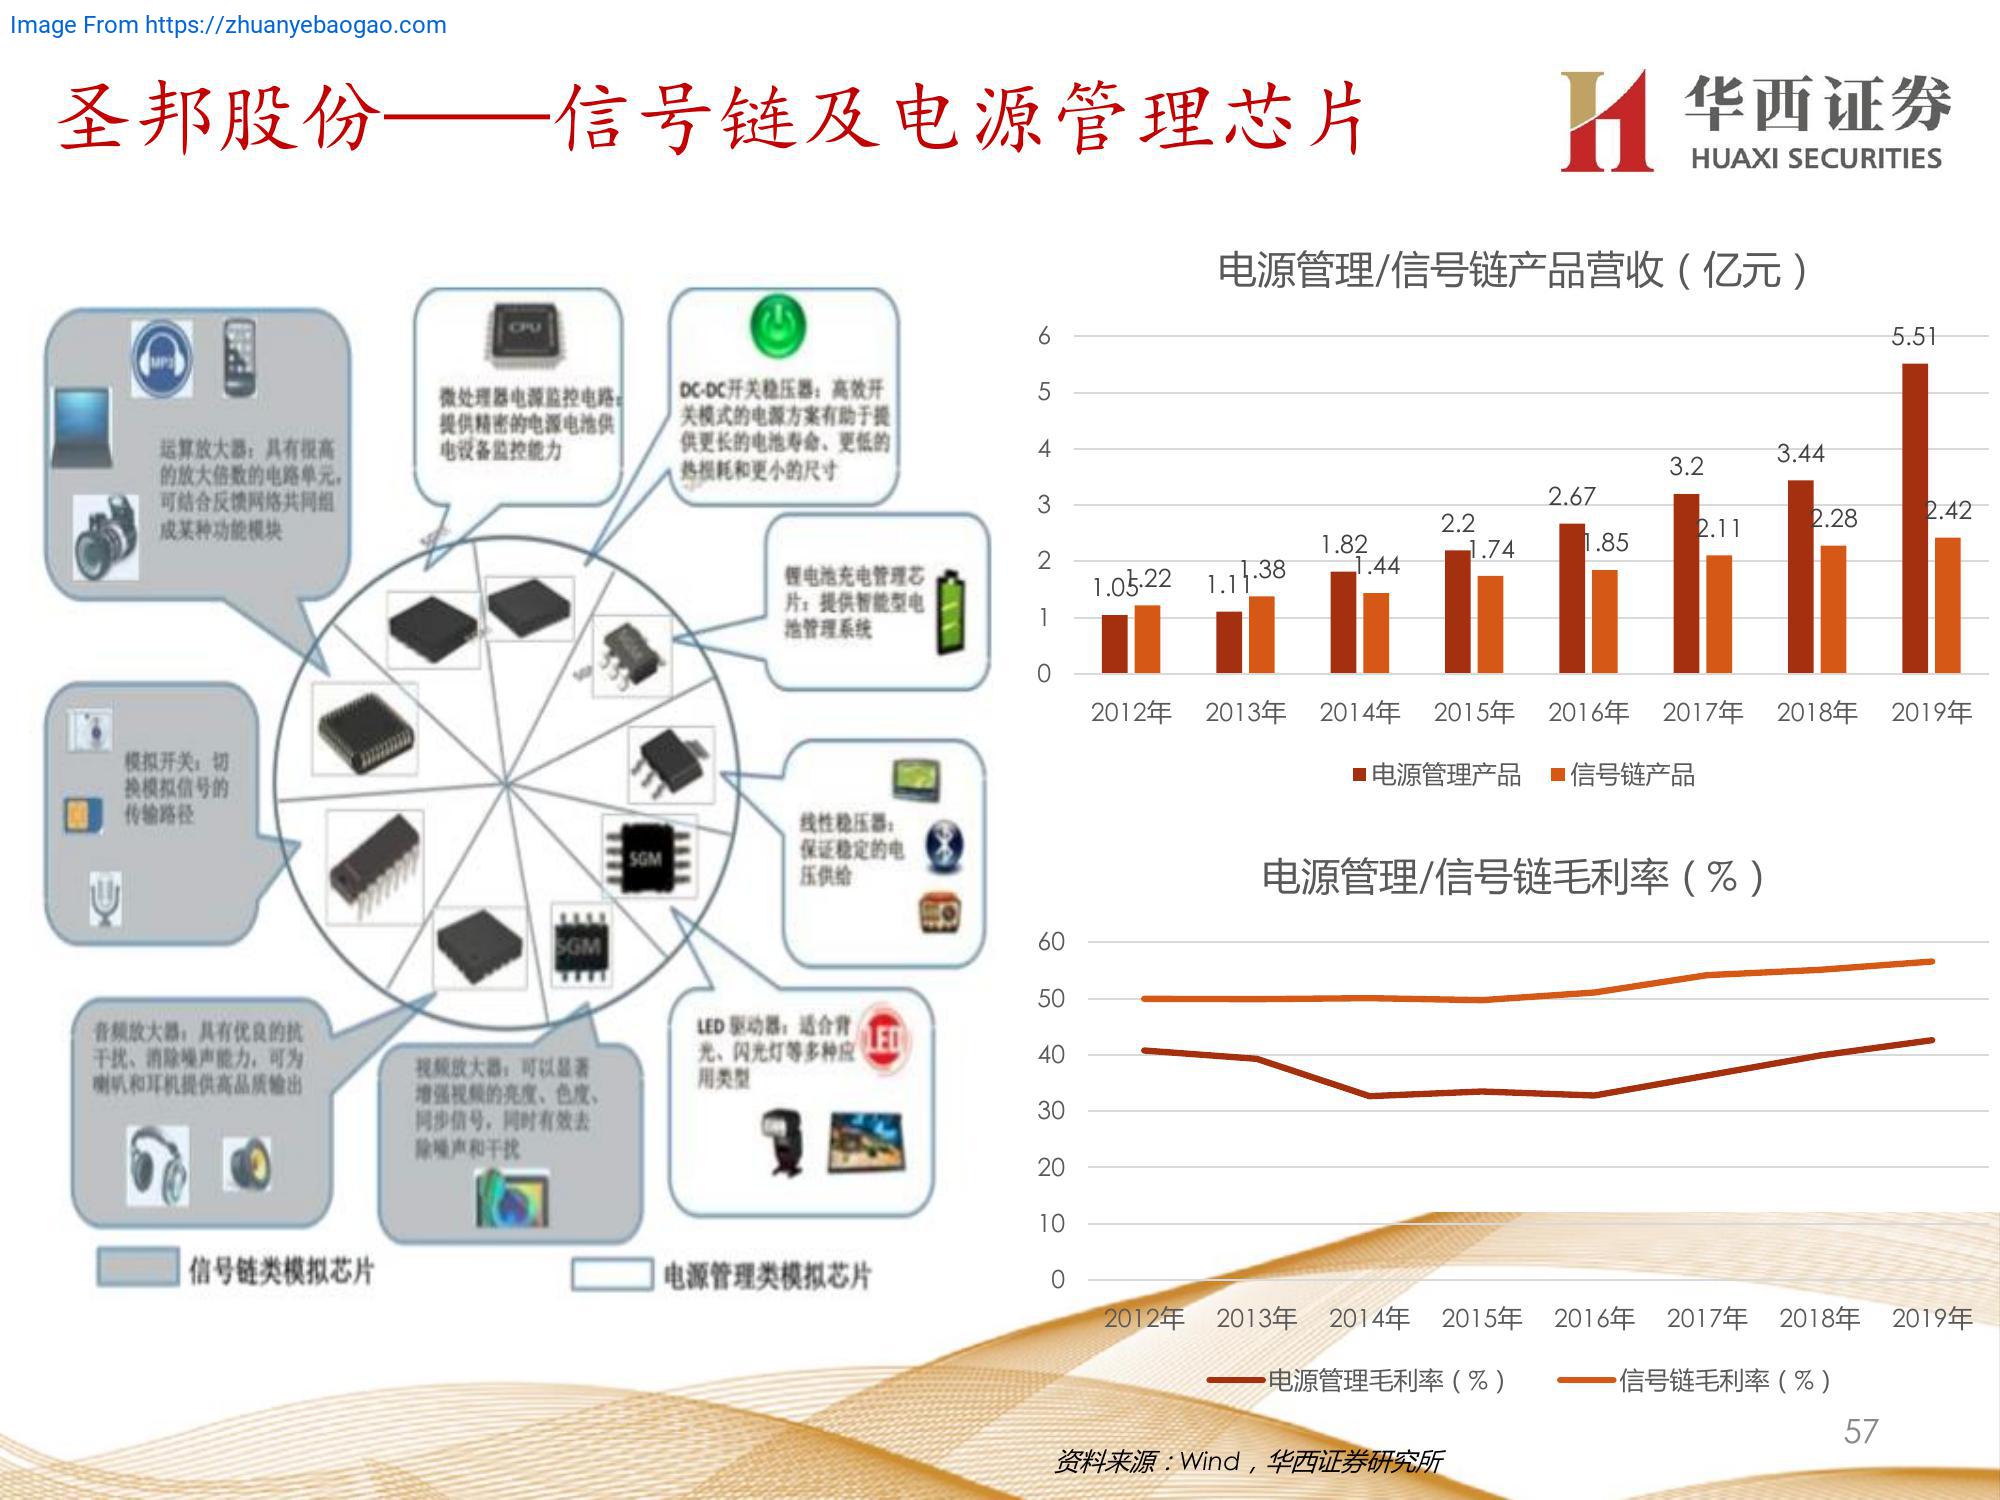 Image From https://zhuanyebaogao.com
圣邦股份——信号链及电源管理芯片
华西证券
HUAXI SECURITIES
MP3
运算放大器：具有很高
的放大倍数的电路单元，
可结合反馈网络共同组
成某种功能模块
CPU
微处理器电源监控电路：
提供精密的电源电池供
电设备监控能力
DC-DC开关稳压器：高效开
关模式的电源方案有助于提
供更长的电池寿命、更低的
热损耗和更小的尺寸
锂电池充电管理芯
片：提供智能型电
池管理系统
模拟开关：切
换模拟信号的
传输路径
线性稳压器：
保证稳定的电
压供给
SGM
SGM
音频放大器：具有优良的抗
干扰、消除噪声能力，可为
喇叭和耳机提供高品质输出
视频放大器：可以显著
增强视频的亮度、色度、
同步信号，同时有效去
除噪声和干扰
LED 驱动器：适合背
光、闪光灯等多种应
用类型
LED
信号链类模拟芯片
电源管理类模拟芯片
电源管理/信号链产品营收（亿元）
6
5
4
3
2
1
0
1.05
1.22
1.11
1.38
1.82
1.44
2.2
1.74
2.67
1.85
3.2
2.11
3.44
2.28
5.51
2.42
2012年 2013年 2014年 2015年 2016年 2017年 2018年 2019年
电源管理产品 信号链产品
电源管理/信号链毛利率（%）
60
50
40
30
20
10
0
2012年 2013年 2014年 2015年 2016年 2017年 2018年 2019年
电源管理毛利率（%） 信号链毛利率（%）
57
资料来源：Wind，华西证券研究所